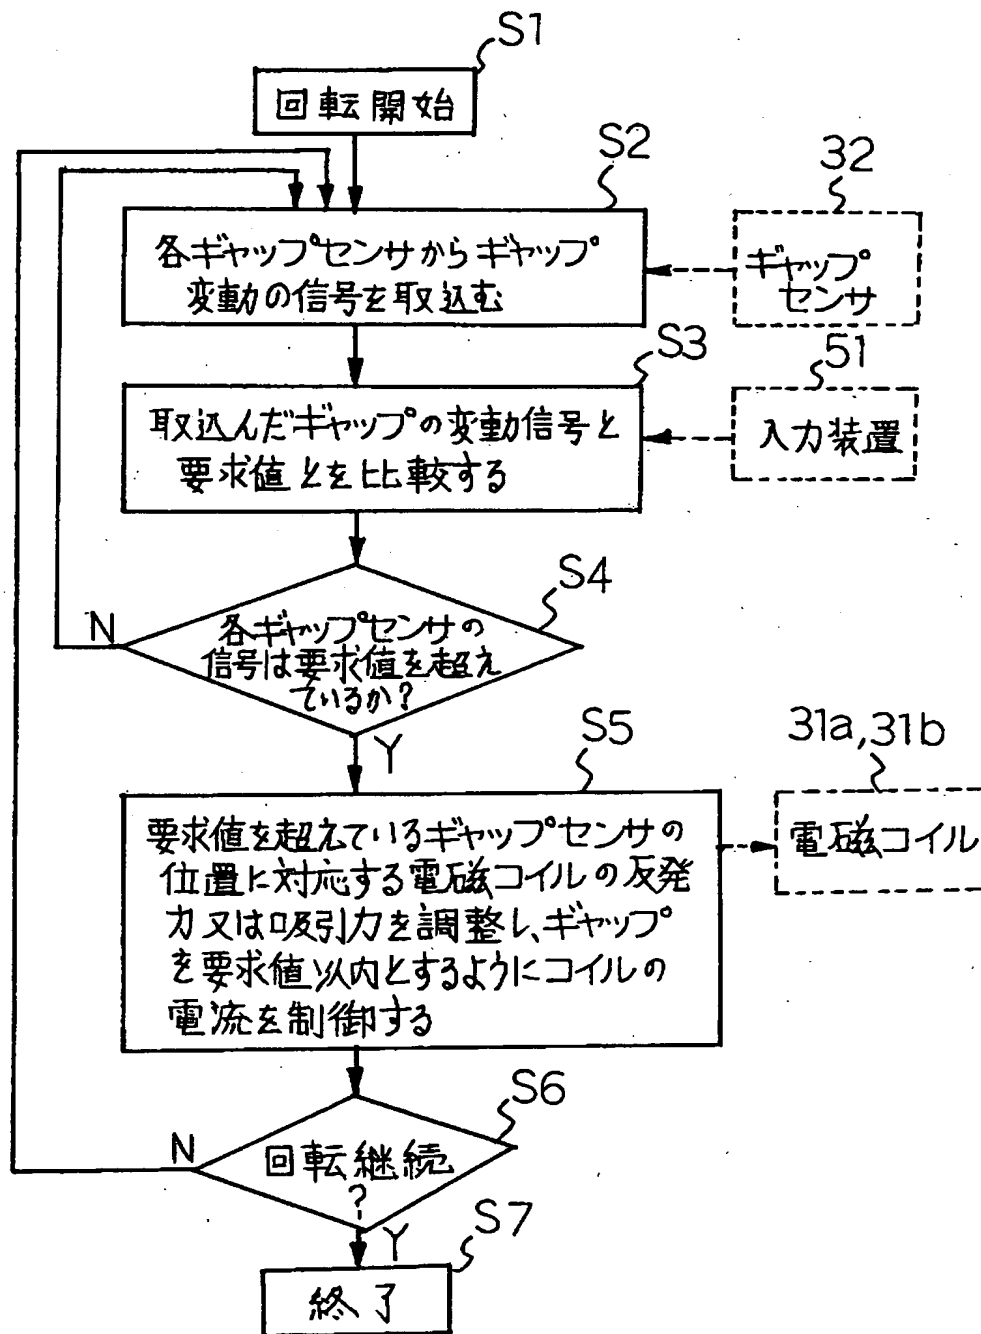 S1
回転開始
S2
各ギャップセンサからギャップ
変動の信号を取込む
32
ギャップ
センサ
S3
取込んだギャップの変動信号と
要求値とを比較する
51
入力装置
S4
N
各ギャップセンサの
信号は要求値を超え
ているか?
Y
S5
要求値を超えているギャップセンサの
位置に対応する電磁コイルの反発
力又は吸引力を調整し、ギャップ
を要求値以内とするようにコイルの
電流を制御する
31a,31b
電磁コイル
S6
N
回転継続
?
Y
S7
終了